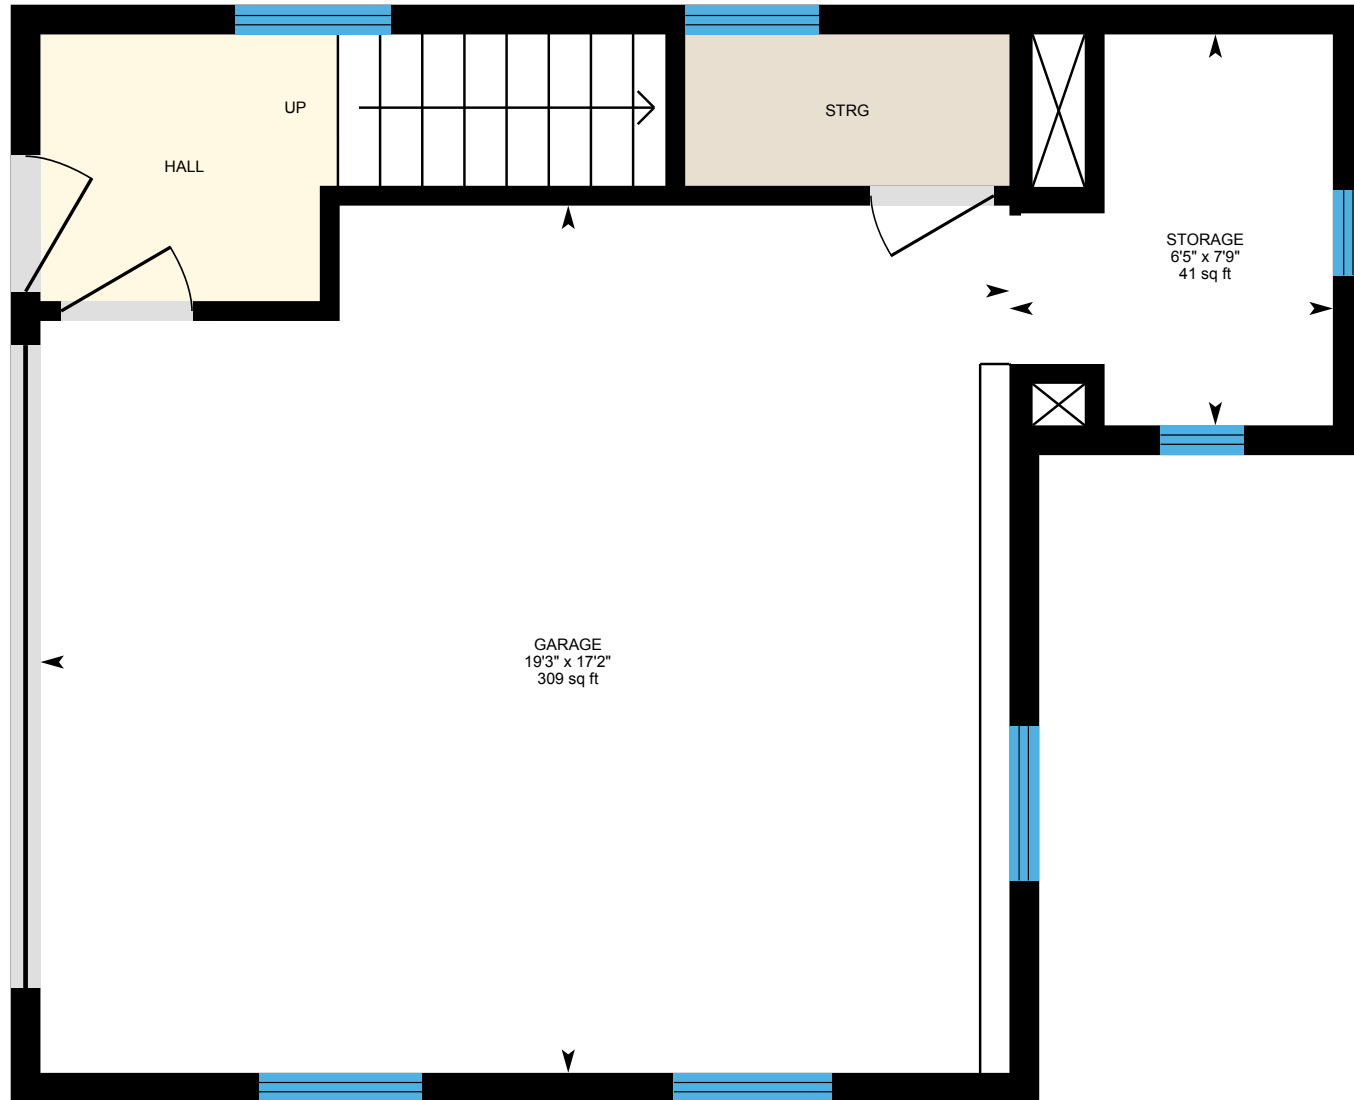 UP
STRG
HALL
STORAGE
6'5" x 7'9"
41 sq ft
GARAGE
19'3" x 17'2"
309 sq ft